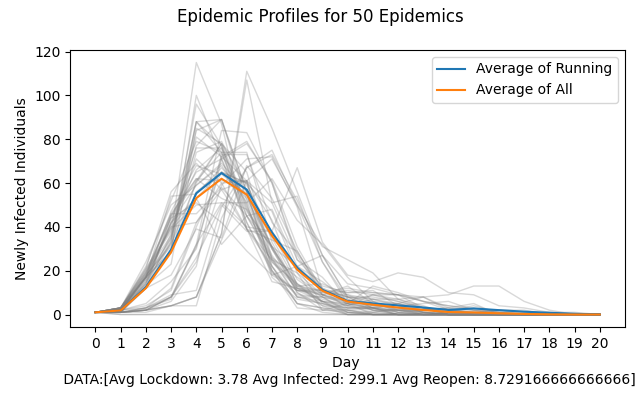 Epidemic Profiles for 50 Epidemics
120
100
80
60
40
20
0
Newly Infected Individuals
Average of Running
Average of All
0 1 2 3 4 5 6 7 8 9 10 11 12 13 14 15 16 17 18 19 20
Day
DATA:[Avg Lockdown: 3.78 Avg Infected: 299.1 Avg Reopen: 8.729166666666666]